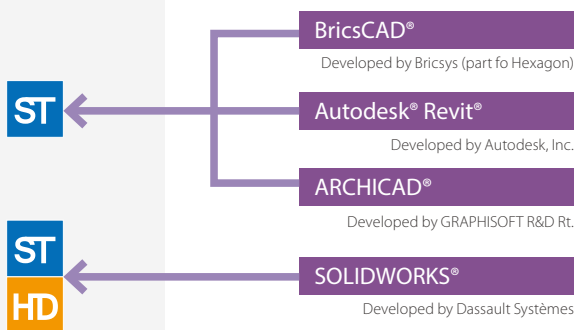 BricsCAD®
Developed by Bricsys (part fo Hexagon)
ST
Autodesk® Revit®
Developed by Autodesk, Inc.
ARCHICAD®
Developed by GRAPHISOFT R&D Rt.
ST
HD
SOLIDWORKS®
Developed by Dassault Systèmes